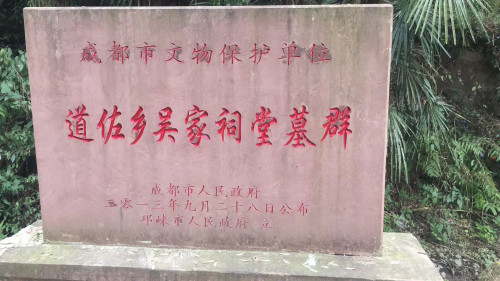 成都市文物保护单位
道佐乡吴家祠堂墓群
成都市人民政府
二零一三年九月二十八日公布
邛崃市人民政府 立